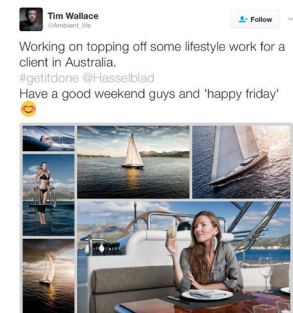 Tim Wallace
@Ambient_life
Follow
Working on topping off some lifestyle work for a
client in Australia.
#getitdone @Hasselblad
Have a good weekend guys and 'happy friday'
😊